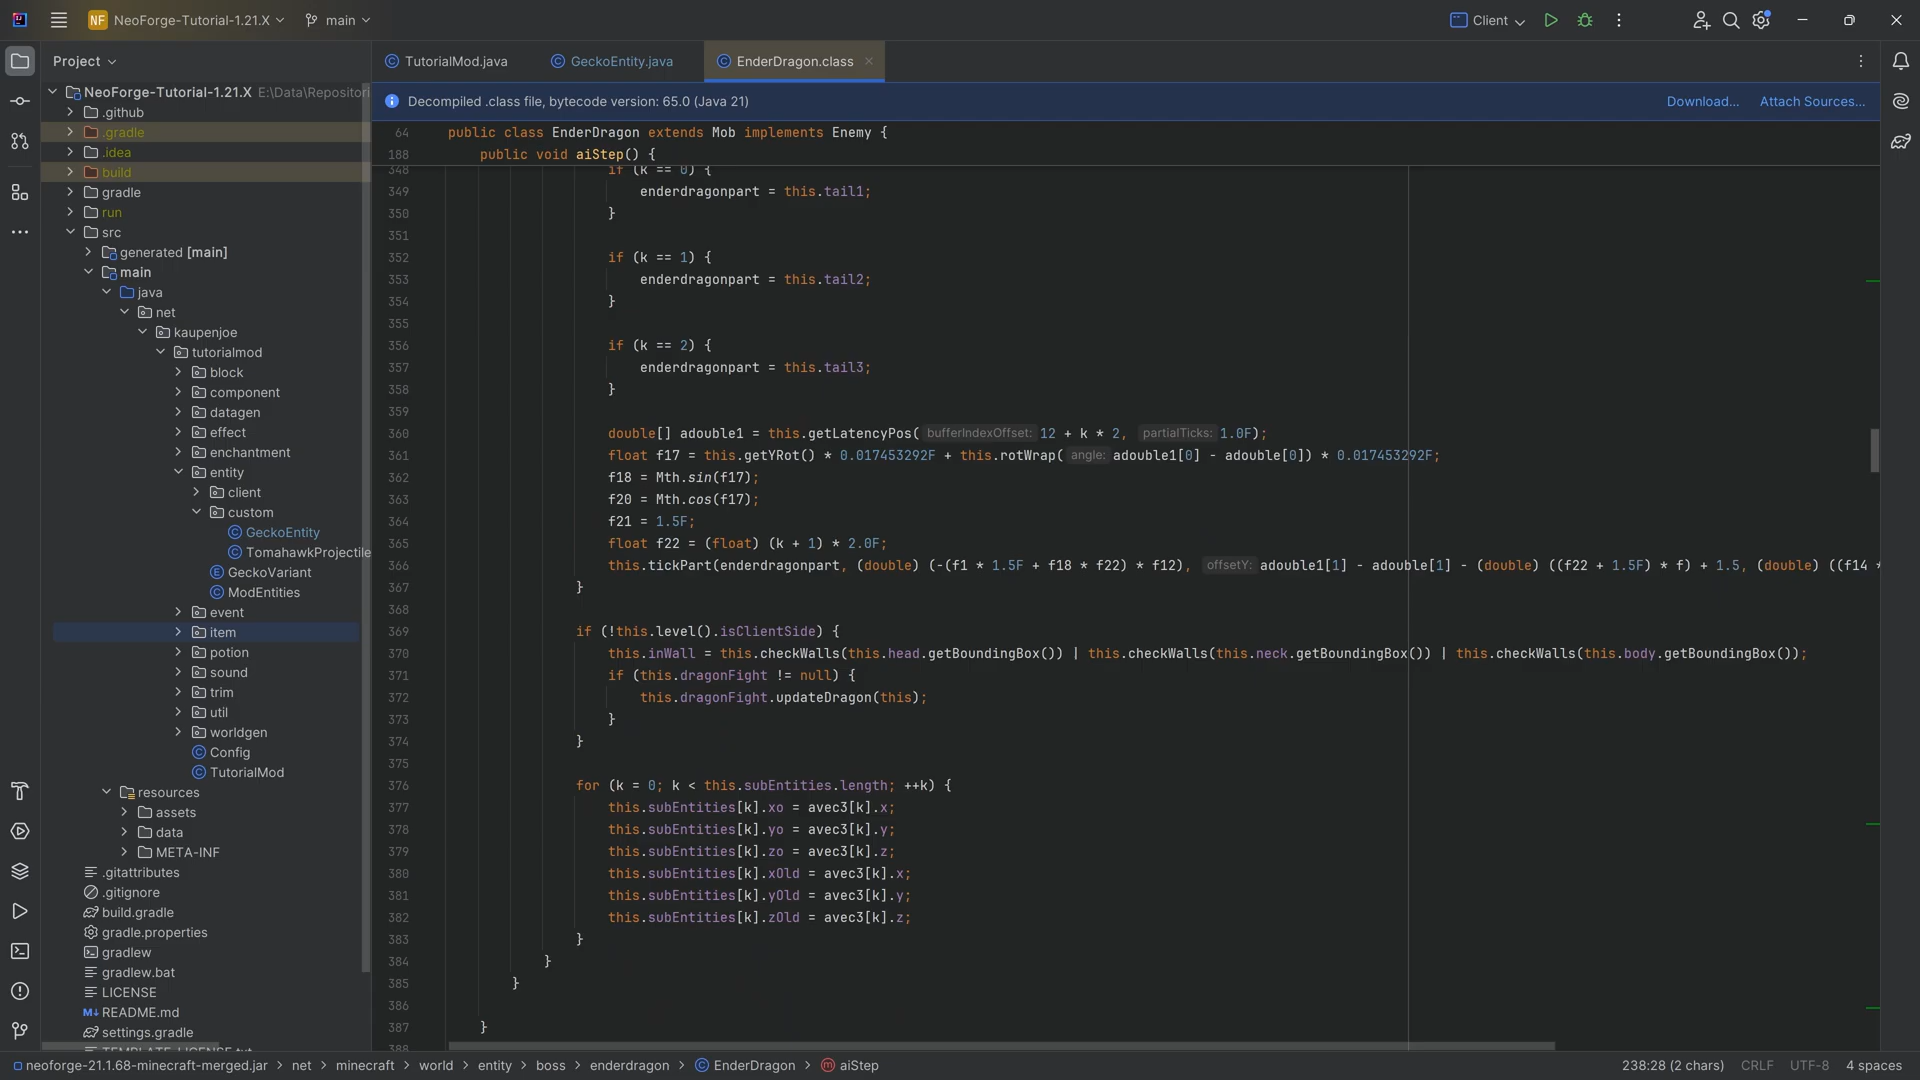 NF NeoForge-Tutorial-1.21.X main Client
Project
TutorialMod.java GeckoEntity.java EnderDragon.class
Decompiled .class file, bytecode version: 65.0 (Java 21) Download... Attach Sources...
NeoForge-Tutorial-1.21.X E:\Data\Repositori
.github
.gradle
.idea
build
gradle
run
src
generated [main]
main
java
net
kaupenjoe
tutorialmod
block
component
datagen
effect
enchantment
entity
client
custom
GeckoEntity
TomahawkProjectile
GeckoVariant
ModEntities
event
item
potion
sound
trim
util
worldgen
Config
TutorialMod
resources
assets
data
META-INF
.gitattributes
.gitignore
build.gradle
gradle.properties
gradlew
gradlew.bat
LICENSE
M↓ README.md
settings.gradle
64 public class EnderDragon extends Mob implements Enemy {
188 public void aiStep() {
348 if (k == 0) {
349 enderdragonpart = this.tail1;
350 }
351
352 if (k == 1) {
353 enderdragonpart = this.tail2;
354 }
355
356 if (k == 2) {
357 enderdragonpart = this.tail3;
358 }
359
360 double[] adouble1 = this.getLatencyPos( bufferIndexOffset: 12 + k * 2, partialTicks: 1.0F);
361 float f17 = this.getYRot() * 0.017453292F + this.rotWrap( angle: adouble1[0] - adouble[0]) * 0.017453292F;
362 f18 = Mth.sin(f17);
363 f20 = Mth.cos(f17);
364 f21 = 1.5F;
365 float f22 = (float) (k + 1) * 2.0F;
366 this.tickPart(enderdragonpart, (double) (-(f1 * 1.5F + f18 * f22) * f12), offsetY: adouble1[1] - adouble[1] - (double) ((f22 + 1.5F) * f) + 1.5, (double) ((f14 *
367 }
368
369 if (!this.level().isClientSide) {
370 this.inWall = this.checkWalls(this.head.getBoundingBox()) | this.checkWalls(this.neck.getBoundingBox()) | this.checkWalls(this.body.getBoundingBox());
371 if (this.dragonFight != null) {
372 this.dragonFight.updateDragon(this);
373 }
374 }
375
376 for (k = 0; k < this.subEntities.length; ++k) {
377 this.subEntities[k].xo = avec3[k].x;
378 this.subEntities[k].yo = avec3[k].y;
379 this.subEntities[k].zo = avec3[k].z;
380 this.subEntities[k].xOld = avec3[k].x;
381 this.subEntities[k].yOld = avec3[k].y;
382 this.subEntities[k].zOld = avec3[k].z;
383 }
384 }
385 }
386
387 }
388
neoforge-21.1.68-minecraft-merged.jar > net > minecraft > world > entity > boss > enderdragon > EnderDragon > aiStep 238:28 (2 chars) CRLF UTF-8 4 spaces